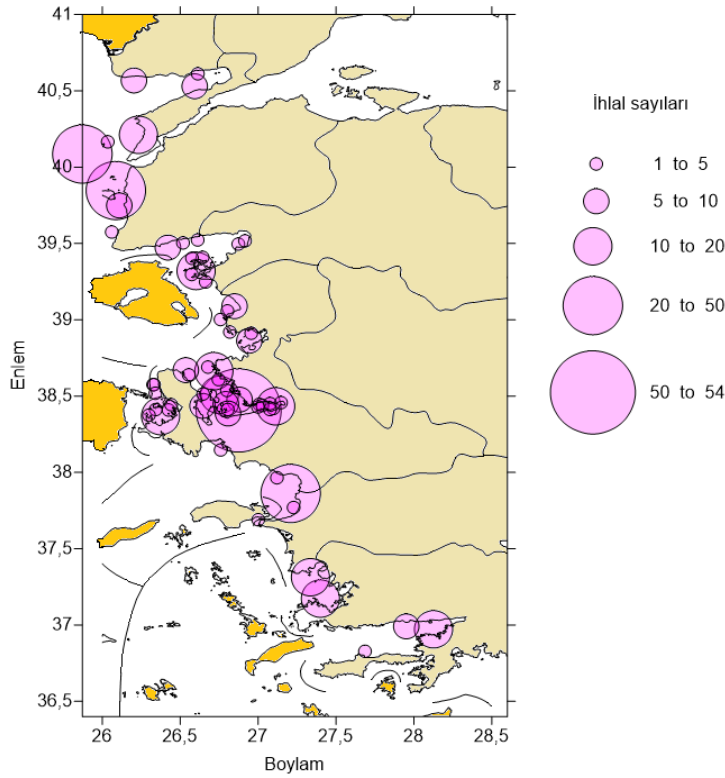 41
40,5
40
39,5
39
38,5
38
37,5
37
36,5
Enlem
26
26,5
27
27,5
28
28,5
Boylam
İhlal sayıları
1 to 5
5 to 10
10 to 20
20 to 50
50 to 54